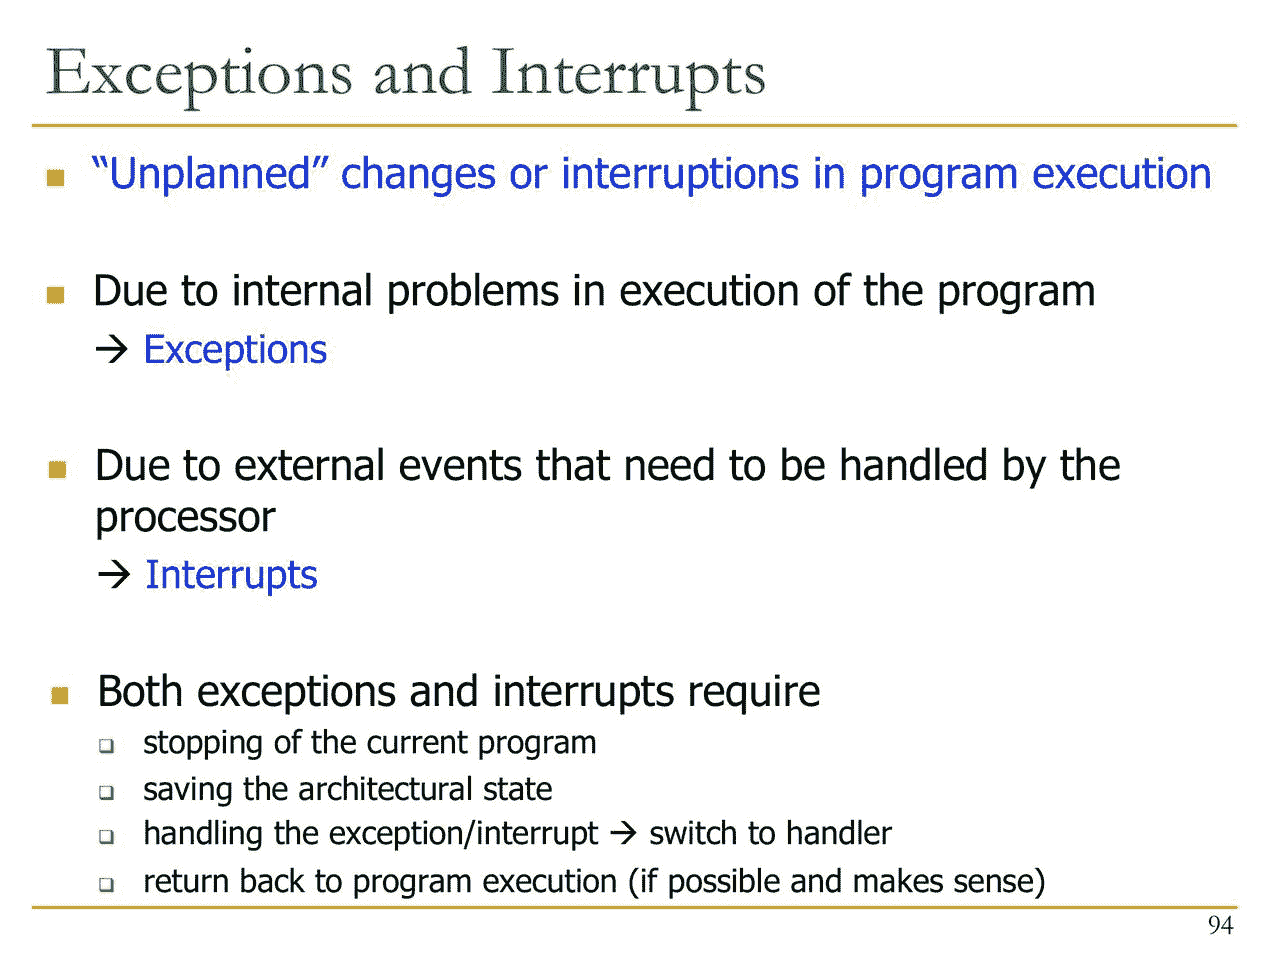 Exceptions and Interrupts
“Unplanned” changes or interruptions in program execution
Due to internal problems in execution of the program
→ Exceptions
Due to external events that need to be handled by the
processor
→ Interrupts
Both exceptions and interrupts require
stopping of the current program
saving the architectural state
handling the exception/interrupt → switch to handler
return back to program execution (if possible and makes sense)
94